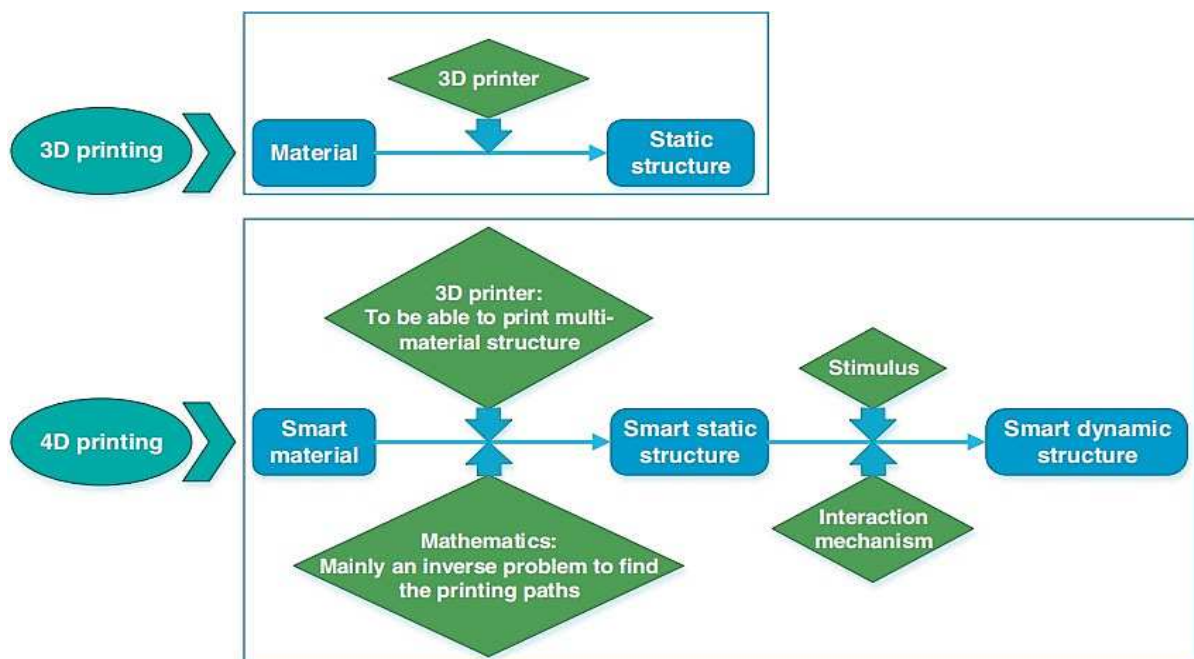 3D printer
3D printing
Material
Static
structure
3D printer:
To be able to print multi-
material structure
Stimulus
4D printing
Smart
material
Smart static
structure
Smart dynamic
structure
Mathematics:
Mainly an inverse problem to find
the printing paths
Interaction
mechanism